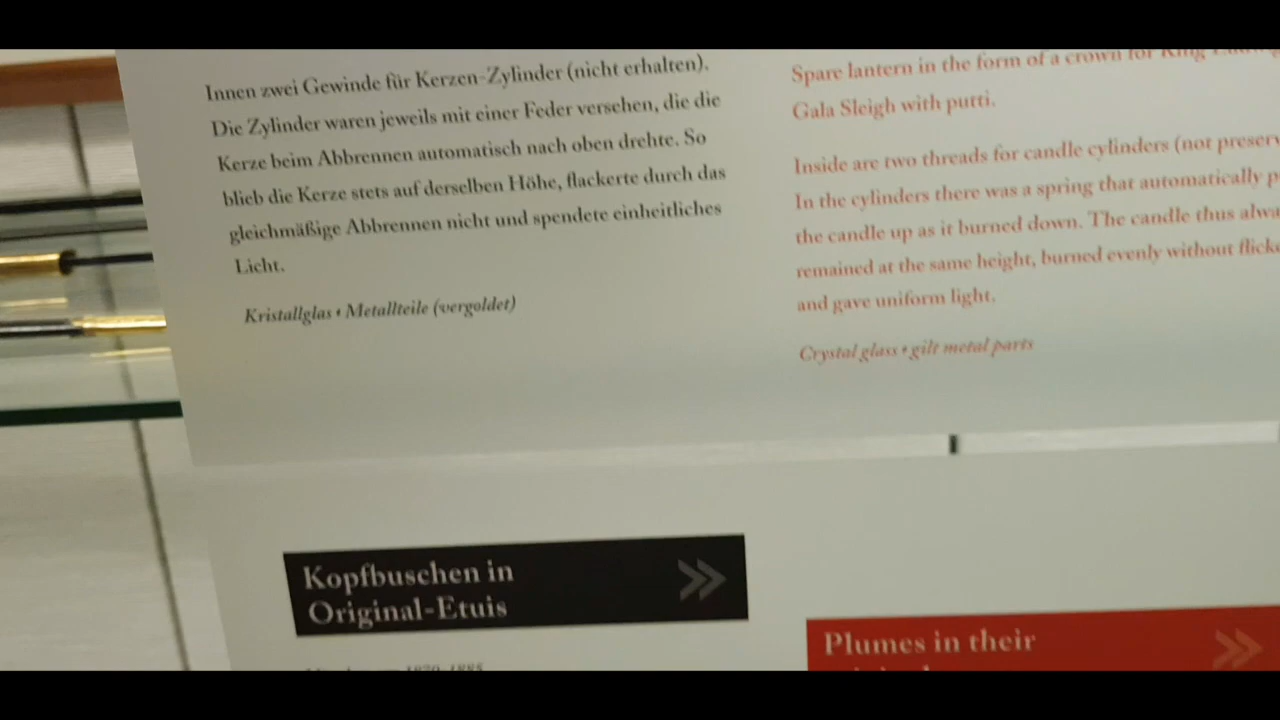 Innen zwei Gewinde für Kerzen-Zylinder (nicht erhalten).
Die Zylinder waren jeweils mit einer Feder versehen, die die
Kerze beim Abbrennen automatisch nach oben drehte. So
blieb die Kerze stets auf derselben Höhe, flackerte durch das
gleichmäßige Abbrennen nicht und spendete einheitliches
Licht.
Kristallglas • Metallteile (vergoldet)
Spare lantern in the form of a crown for King
Gala Sleigh with putti.
Inside are two threads for candle cylinders (not
In the cylinders there was a spring that automatically
the candle up as it burned down. The candle thus
remained at the same height, burned evenly without
and gave uniform light.
Crystal glass • gilt metal parts
Kopfbuschen in
Original-Etuis
Plumes in their